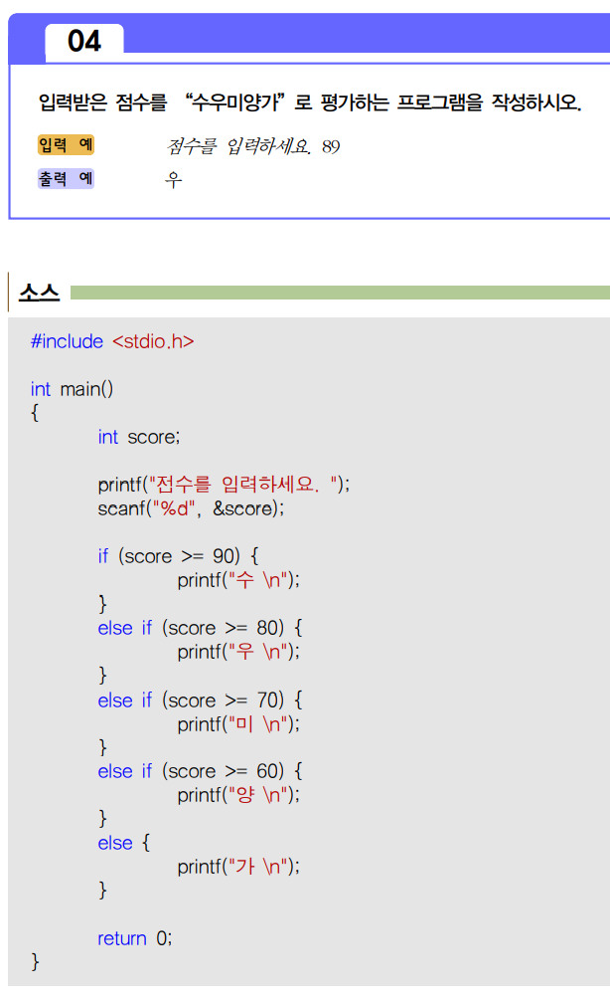 04
입력받은 점수를 “수우미양가”로 평가하는 프로그램을 작성하시오.
입력 예 점수를 입력하세요. 89
출력 예 우
소스
#include <stdio.h>
int main()
{
int score;
printf("점수를 입력하세요. ");
scanf("%d", &score);
if (score >= 90) {
printf("수 \n");
}
else if (score >= 80) {
printf("우 \n");
}
else if (score >= 70) {
printf("미 \n");
}
else if (score >= 60) {
printf("양 \n");
}
else {
printf("가 \n");
}
return 0;
}